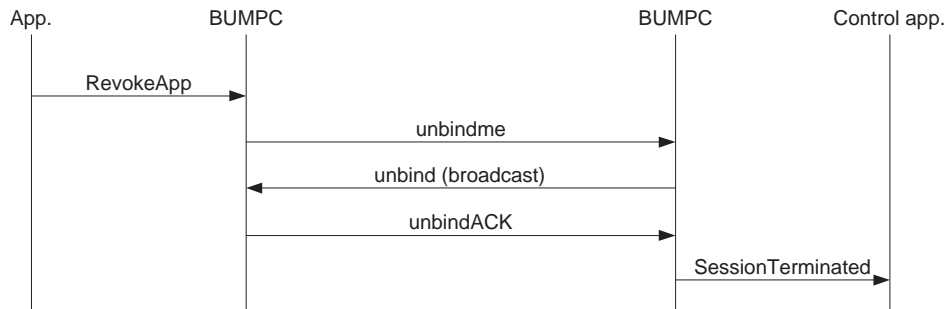 App.
BUMPC
BUMPC
Control app.
RevokeApp
unbindme
unbind (broadcast)
unbindACK
SessionTerminated